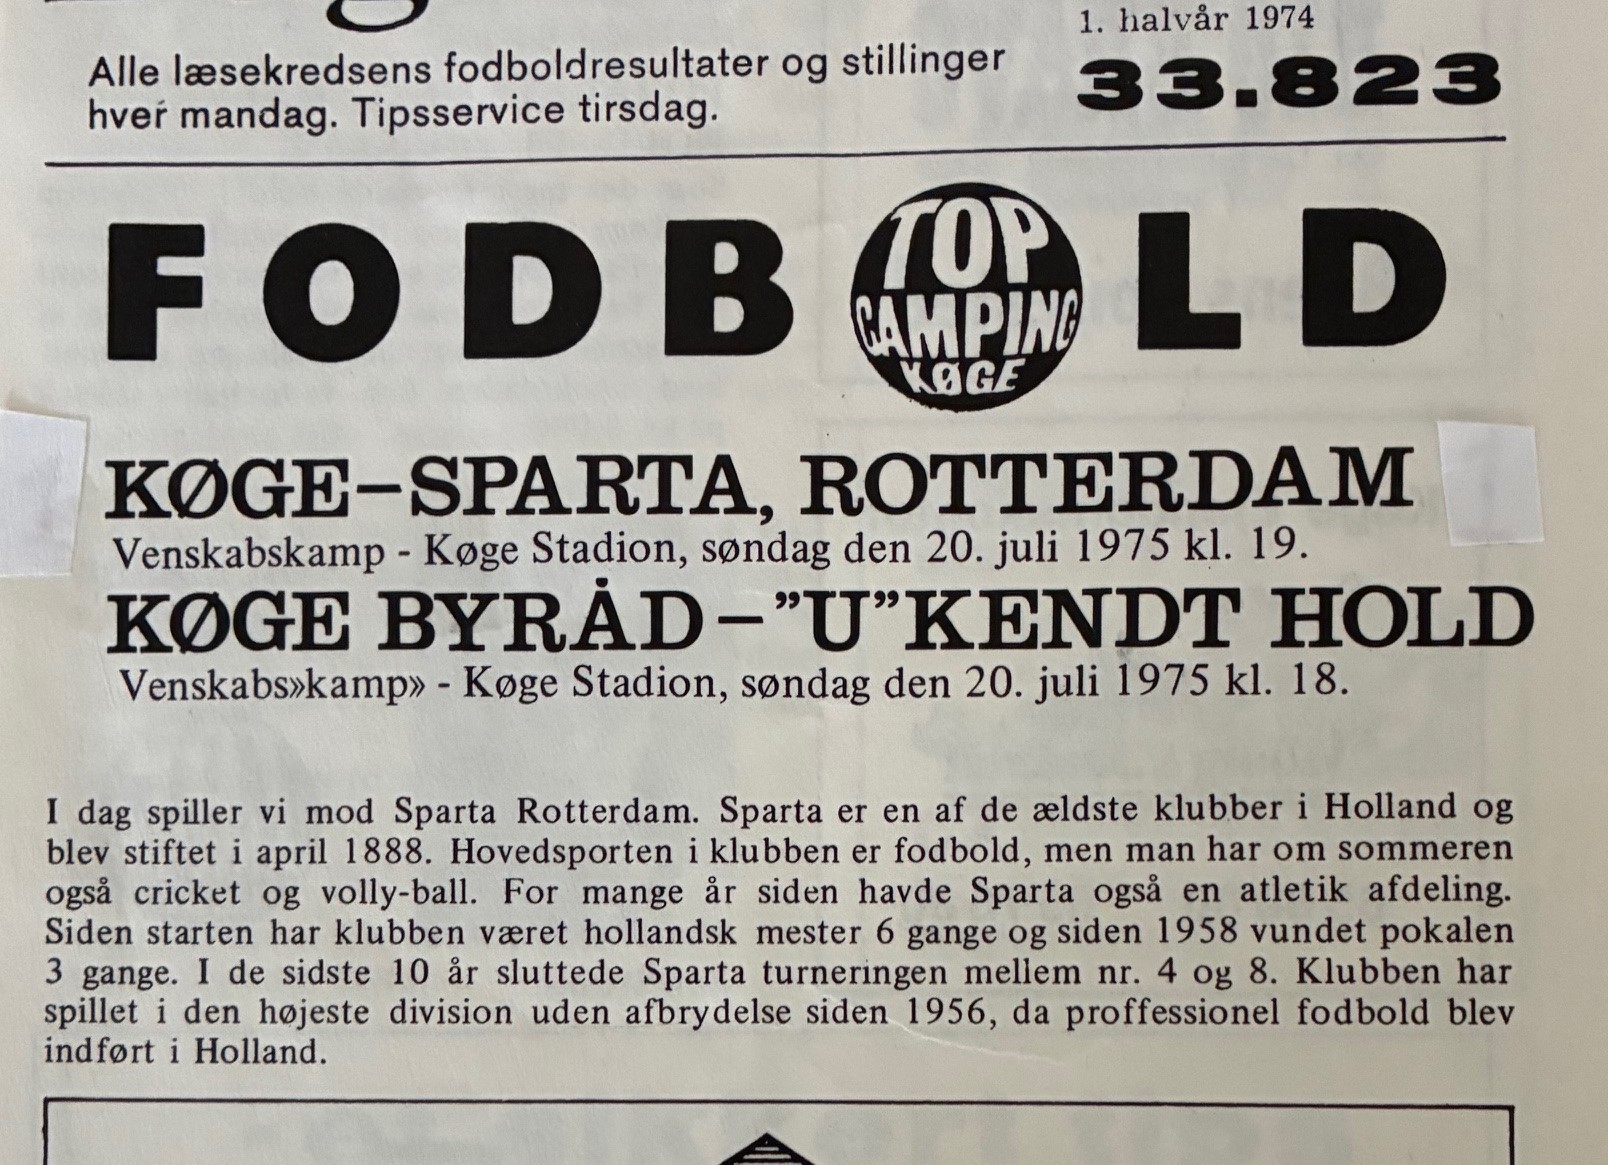 1. halvår 1974
Alle læsekredsens fodboldresultater og stillinger
hver mandag. Tipsservice tirsdag.
33.823
FODB LD
TOP
CAMPING
KØGE
KØGE–SPARTA, ROTTERDAM
Venskabskamp - Køge Stadion, søndag den 20. juli 1975 kl. 19.
KØGE BYRÅD–”U”KENDT HOLD
Venskabs»kamp» - Køge Stadion, søndag den 20. juli 1975 kl. 18.
I dag spiller vi mod Sparta Rotterdam. Sparta er en af de ældste klubber i Holland og
blev stiftet i april 1888. Hovedsporten i klubben er fodbold, men man har om sommeren
også cricket og volly-ball. For mange år siden havde Sparta også en atletik afdeling.
Siden starten har klubben været hollandsk mester 6 gange og siden 1958 vundet pokalen
3 gange. I de sidste 10 år sluttede Sparta turneringen mellem nr. 4 og 8. Klubben har
spillet i den højeste division uden afbrydelse siden 1956, da proffessionel fodbold blev
indført i Holland.